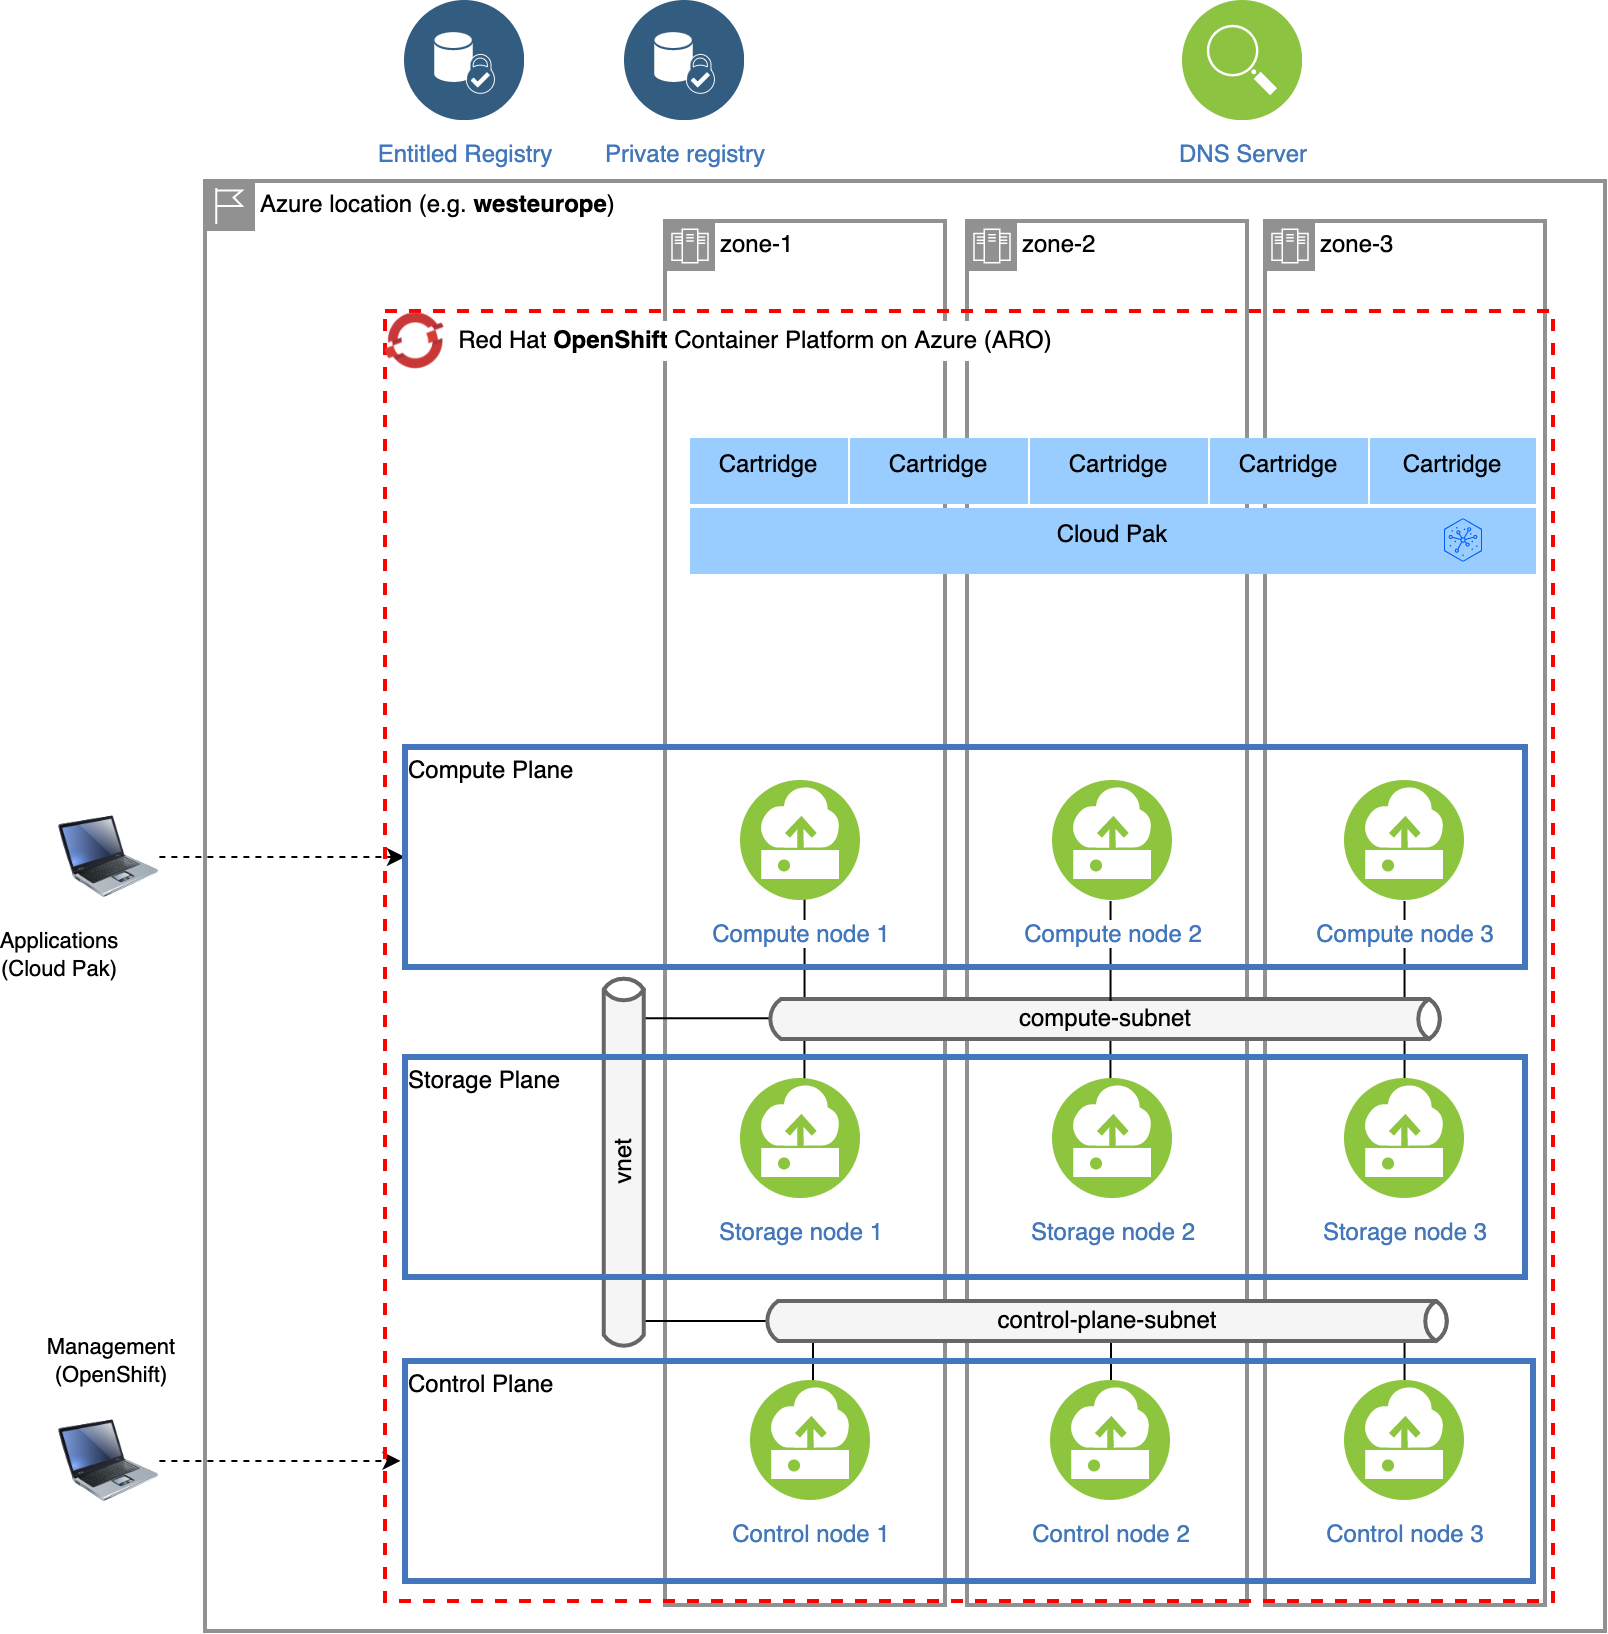 Entitled Registry
Private registry
DNS Server
Azure location (e.g. westeurope)
zone-1
zone-2
zone-3
Red Hat OpenShift Container Platform on Azure (ARO)
Cartridge
Cartridge
Cartridge
Cartridge
Cartridge
Cloud Pak
Compute Plane
Compute node 1
Compute node 2
Compute node 3
Applications
(Cloud Pak)
compute-subnet
Storage Plane
vnet
Storage node 1
Storage node 2
Storage node 3
control-plane-subnet
Management
(OpenShift)
Control Plane
Control node 1
Control node 2
Control node 3